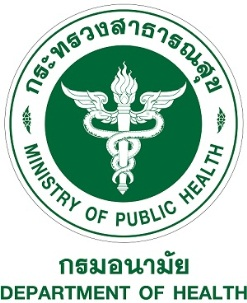 กระทรวงสาธารณสุข
MINISTRY OF PUBLIC HEALTH
กรมอนามัย
DEPARTMENT OF HEALTH